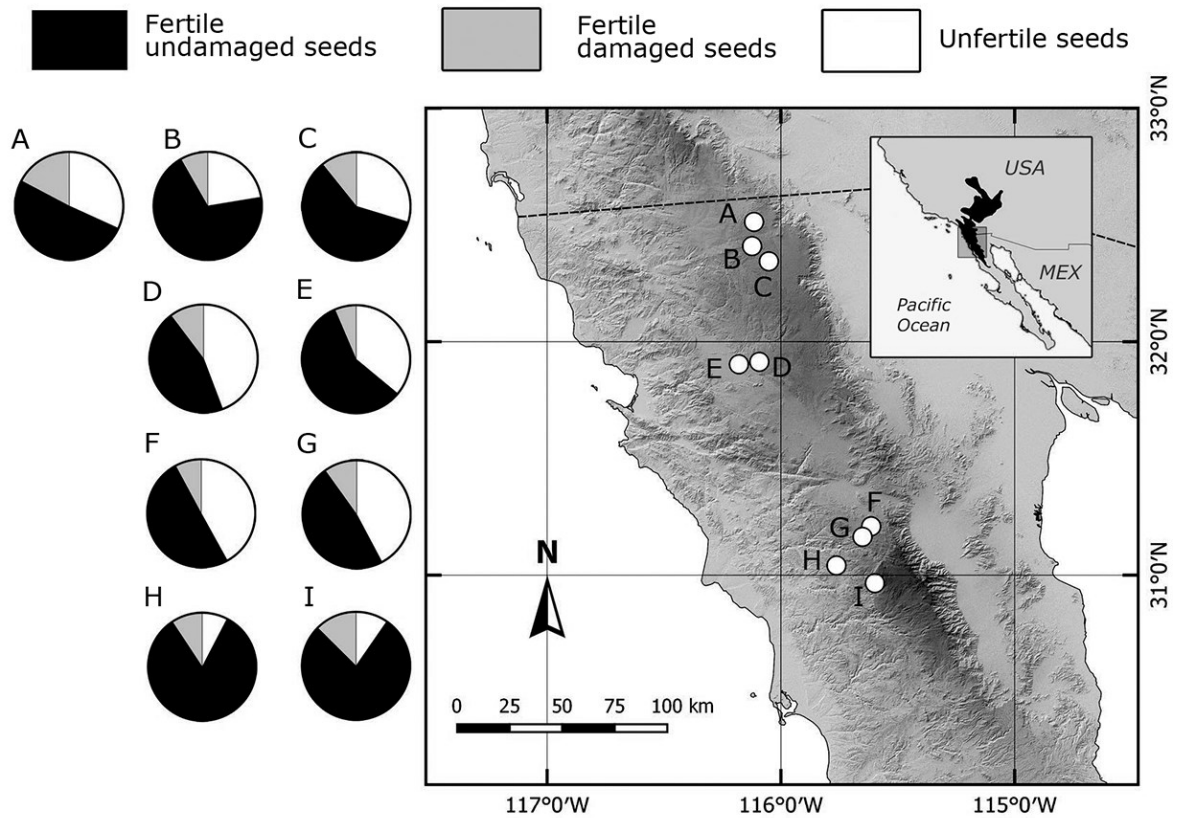 Fertile
undamaged seeds
Fertile
damaged seeds
Unfertile seeds
A
B
C
D
E
F
G
H
I
A
B
C
E
D
F
G
H
I
N
0 25 50 75 100 km
USA
MEX
Pacific
Ocean
33°0'N
32°0'N
31°0'N
117°0'W 116°0'W 115°0'W